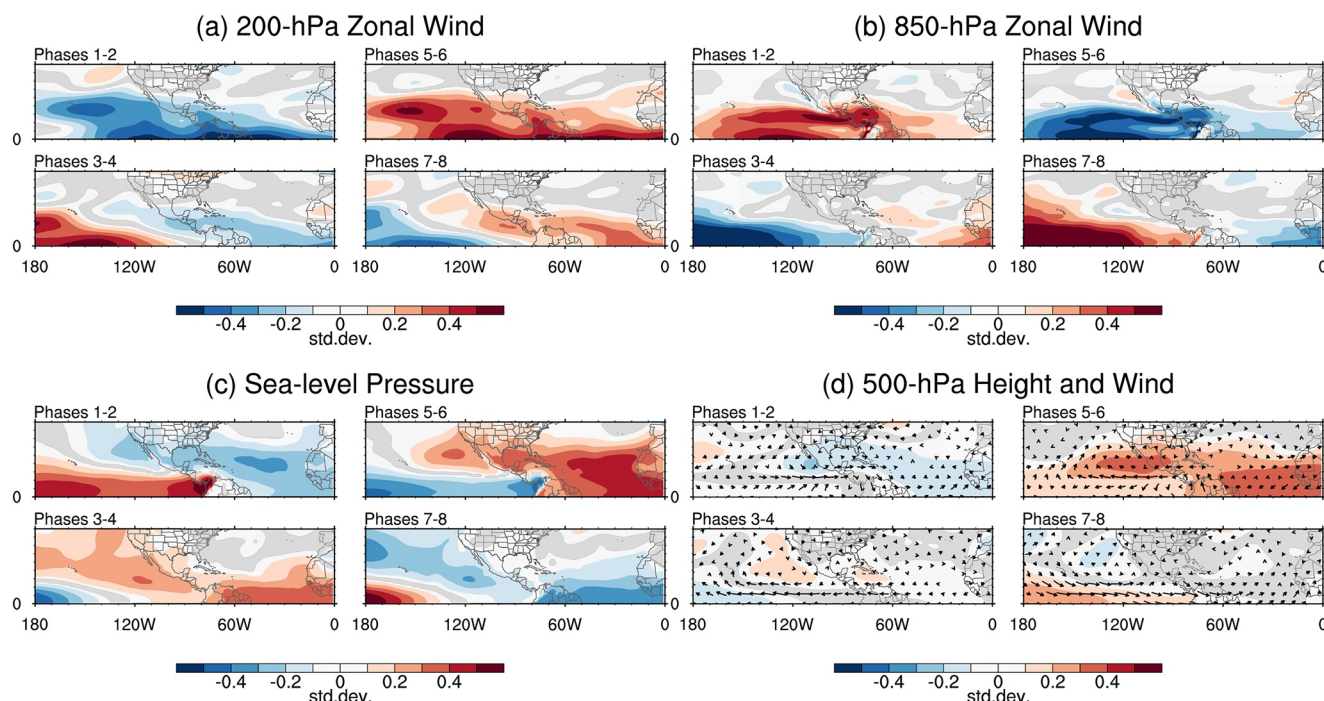 (a) 200-hPa Zonal Wind
Phases 1-2
Phases 5-6
0
Phases 3-4
Phases 7-8
0
180 120W 60W 180 120W 60W 0
-0.4 -0.2 0 0.2 0.4
std.dev.
(b) 850-hPa Zonal Wind
Phases 1-2
Phases 5-6
0
Phases 3-4
Phases 7-8
0
180 120W 60W 0 180 120W 60W 0
-0.4 -0.2 0 0.2 0.4
std.dev.
(c) Sea-level Pressure
Phases 1-2
Phases 5-6
0
Phases 3-4
Phases 7-8
0
180 120W 60W 180 120W 60W 0
-0.4 -0.2 0 0.2 0.4
std.dev.
(d) 500-hPa Height and Wind
Phases 1-2
Phases 5-6
0
Phases 3-4
Phases 7-8
0
180 120W 60W 0 180 120W 60W 0
-0.4 -0.2 0 0.2 0.4
std.dev.